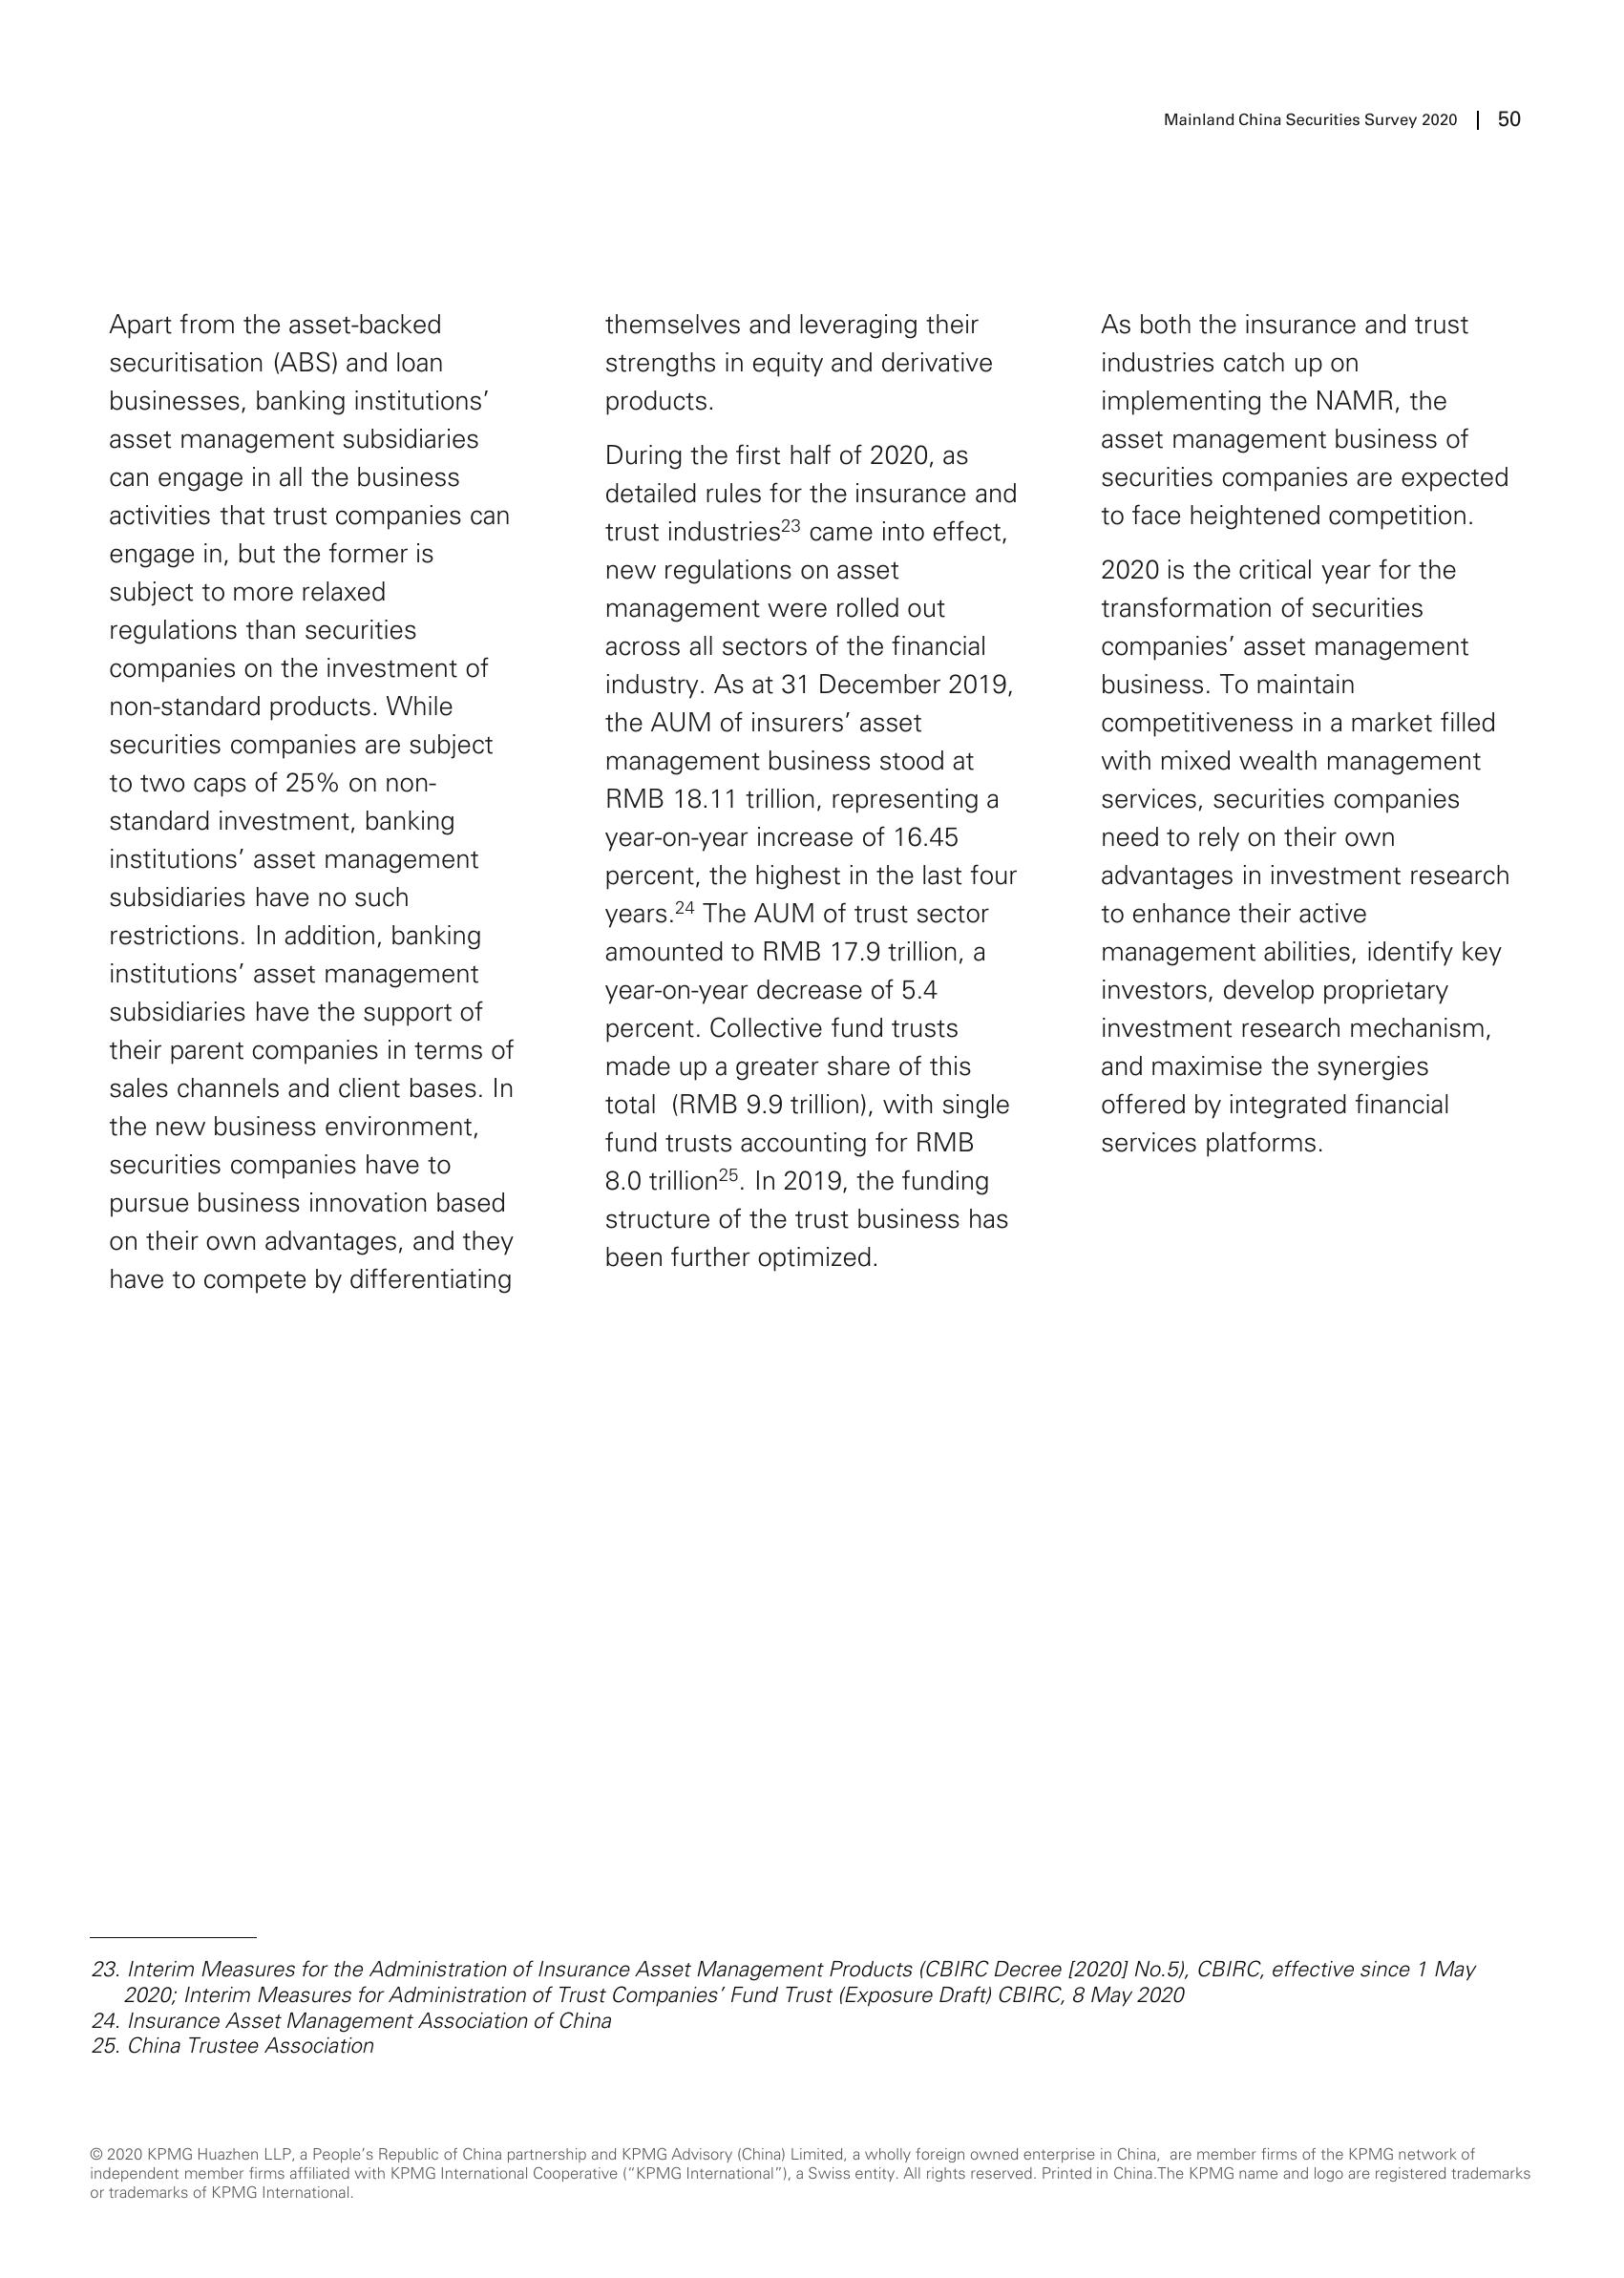 Mainland China Securities Survey 2020 | 50
Apart from the asset-backed
securitisation (ABS) and loan
businesses, banking institutions’
asset management subsidiaries
can engage in all the business
activities that trust companies can
engage in, but the former is
subject to more relaxed
regulations than securities
companies on the investment of
non-standard products. While
securities companies are subject
to two caps of 25% on non-
standard investment, banking
institutions’ asset management
subsidiaries have no such
restrictions. In addition, banking
institutions’ asset management
subsidiaries have the support of
their parent companies in terms of
sales channels and client bases. In
the new business environment,
securities companies have to
pursue business innovation based
on their own advantages, and they
have to compete by differentiating
themselves and leveraging their
strengths in equity and derivative
products.
During the first half of 2020, as
detailed rules for the insurance and
trust industries23 came into effect,
new regulations on asset
management were rolled out
across all sectors of the financial
industry. As at 31 December 2019,
the AUM of insurers’ asset
management business stood at
RMB 18.11 trillion, representing a
year-on-year increase of 16.45
percent, the highest in the last four
years.24 The AUM of trust sector
amounted to RMB 17.9 trillion, a
year-on-year decrease of 5.4
percent. Collective fund trusts
made up a greater share of this
total (RMB 9.9 trillion), with single
fund trusts accounting for RMB
8.0 trillion25. In 2019, the funding
structure of the trust business has
been further optimized.
As both the insurance and trust
industries catch up on
implementing the NAMR, the
asset management business of
securities companies are expected
to face heightened competition.
2020 is the critical year for the
transformation of securities
companies’ asset management
business. To maintain
competitiveness in a market filled
with mixed wealth management
services, securities companies
need to rely on their own
advantages in investment research
to enhance their active
management abilities, identify key
investors, develop proprietary
investment research mechanism,
and maximise the synergies
offered by integrated financial
services platforms.
23. Interim Measures for the Administration of Insurance Asset Management Products (CBIRC Decree [2020] No.5), CBIRC, effective since 1 May
2020; Interim Measures for Administration of Trust Companies’ Fund Trust (Exposure Draft) CBIRC, 8 May 2020
24. Insurance Asset Management Association of China
25. China Trustee Association
© 2020 KPMG Huazhen LLP, a People’s Republic of China partnership and KPMG Advisory (China) Limited, a wholly foreign owned enterprise in China, are member firms of the KPMG network of
independent member firms affiliated with KPMG International Cooperative (“KPMG International”), a Swiss entity. All rights reserved. Printed in China.The KPMG name and logo are registered trademarks
or trademarks of KPMG International.